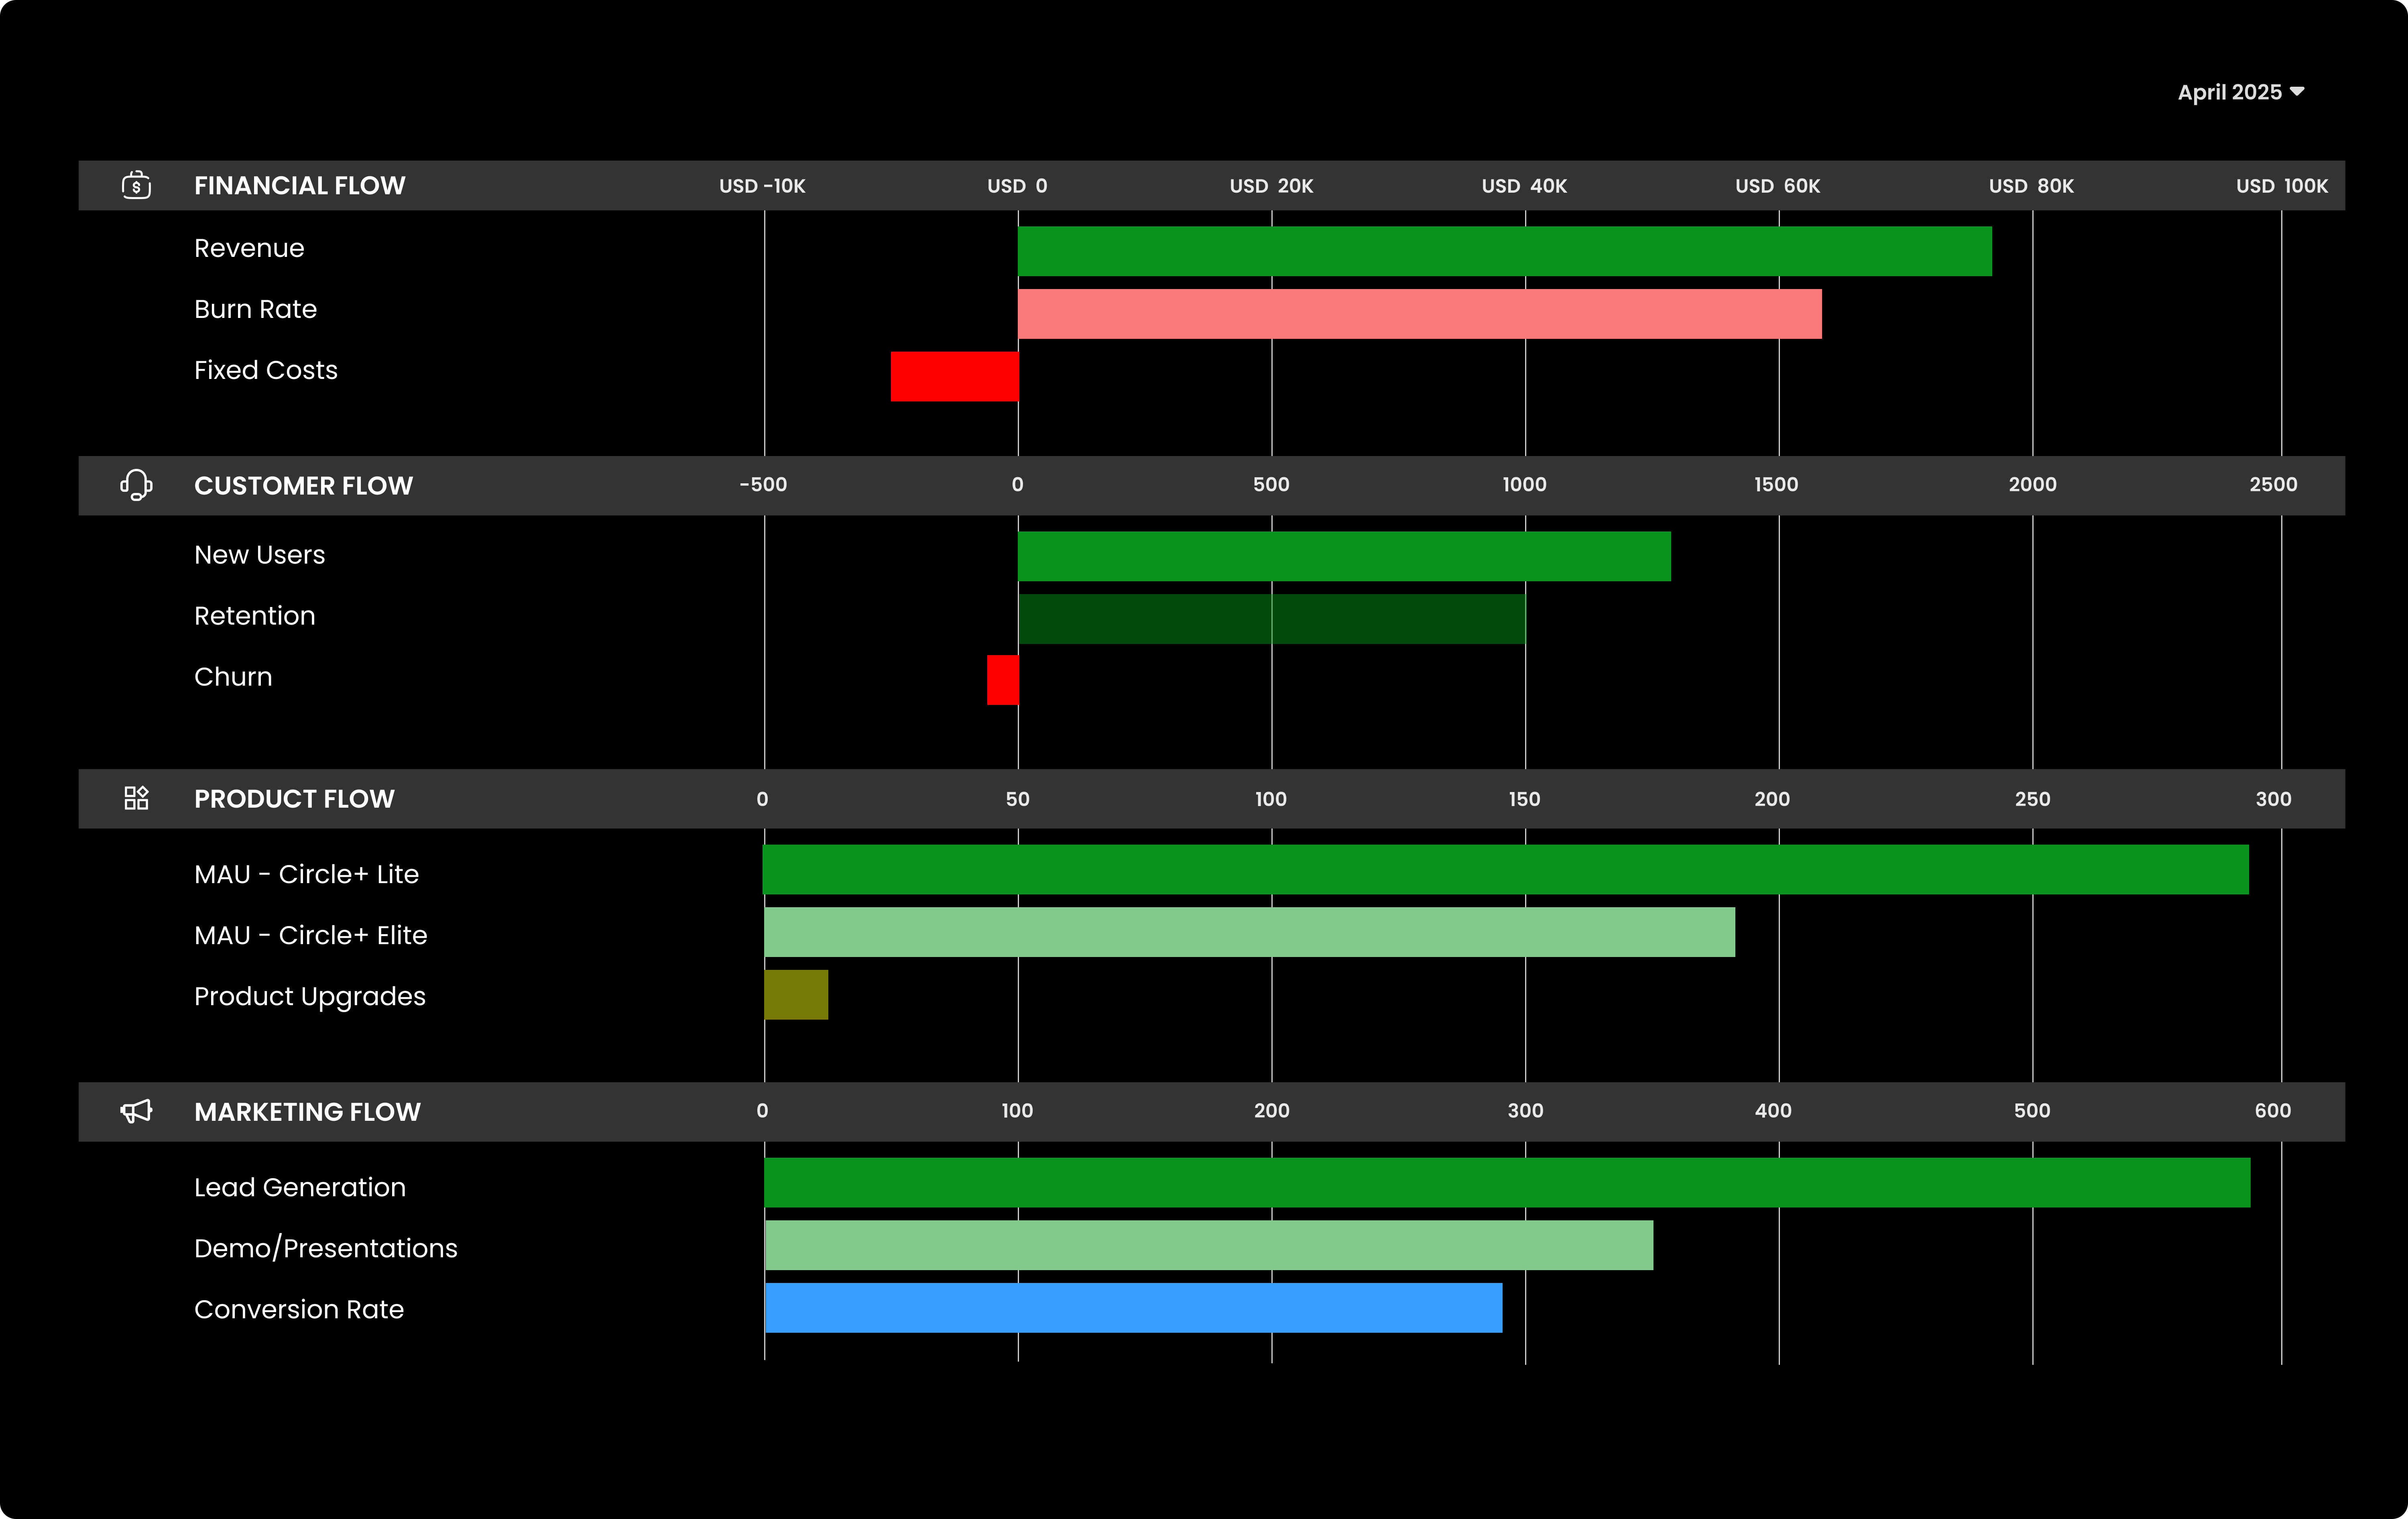 April 2025
FINANCIAL FLOW USD -10K USD 0 USD 20K USD 40K USD 60K USD 80K USD 100K
Revenue
Burn Rate
Fixed Costs
CUSTOMER FLOW -500 0 500 1000 1500 2000 2500
New Users
Retention
Churn
PRODUCT FLOW 0 50 100 150 200 250 300
MAU - Circle+ Lite
MAU - Circle+ Elite
Product Upgrades
MARKETING FLOW 0 100 200 300 400 500 600
Lead Generation
Demo/Presentations
Conversion Rate